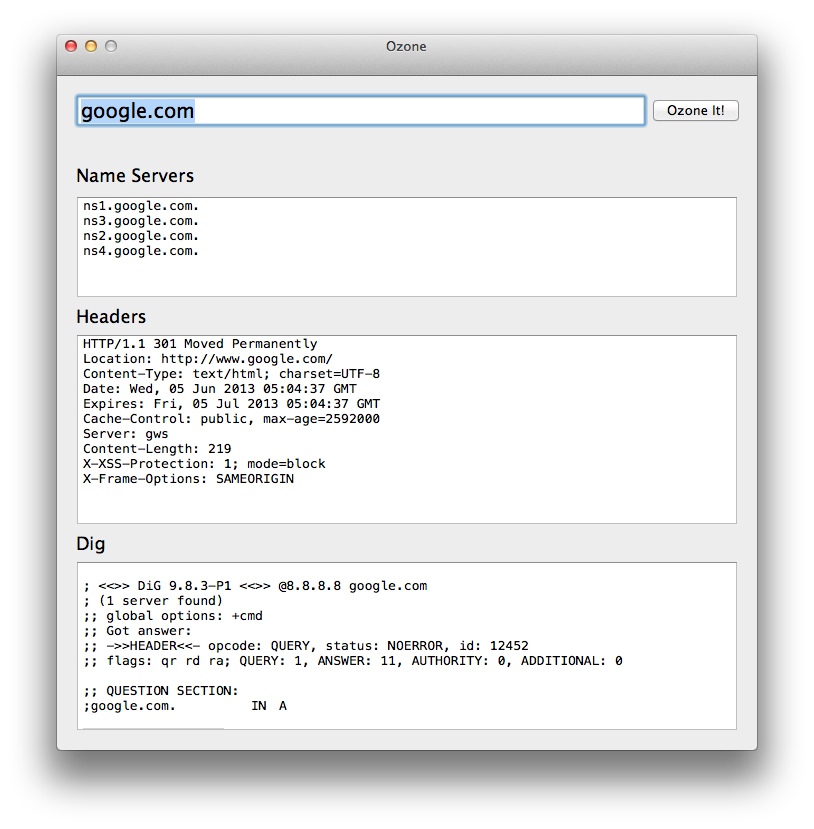 Ozone
google.com
Ozone It!
Name Servers
ns1.google.com.
ns3.google.com.
ns2.google.com.
ns4.google.com.
Headers
HTTP/1.1 301 Moved Permanently
Location: http://www.google.com/
Content-Type: text/html; charset=UTF-8
Date: Wed, 05 Jun 2013 05:04:37 GMT
Expires: Fri, 05 Jul 2013 05:04:37 GMT
Cache-Control: public, max-age=2592000
Server: gws
Content-Length: 219
X-XSS-Protection: 1; mode=block
X-Frame-Options: SAMEORIGIN
Dig
; <<>> DiG 9.8.3-P1 <<>> @8.8.8.8 google.com
; (1 server found)
;; global options: +cmd
;; Got answer:
;; ->>HEADER<<- opcode: QUERY, status: NOERROR, id: 12452
;; flags: qr rd ra; QUERY: 1, ANSWER: 11, AUTHORITY: 0, ADDITIONAL: 0
;; QUESTION SECTION:
;google.com. IN A